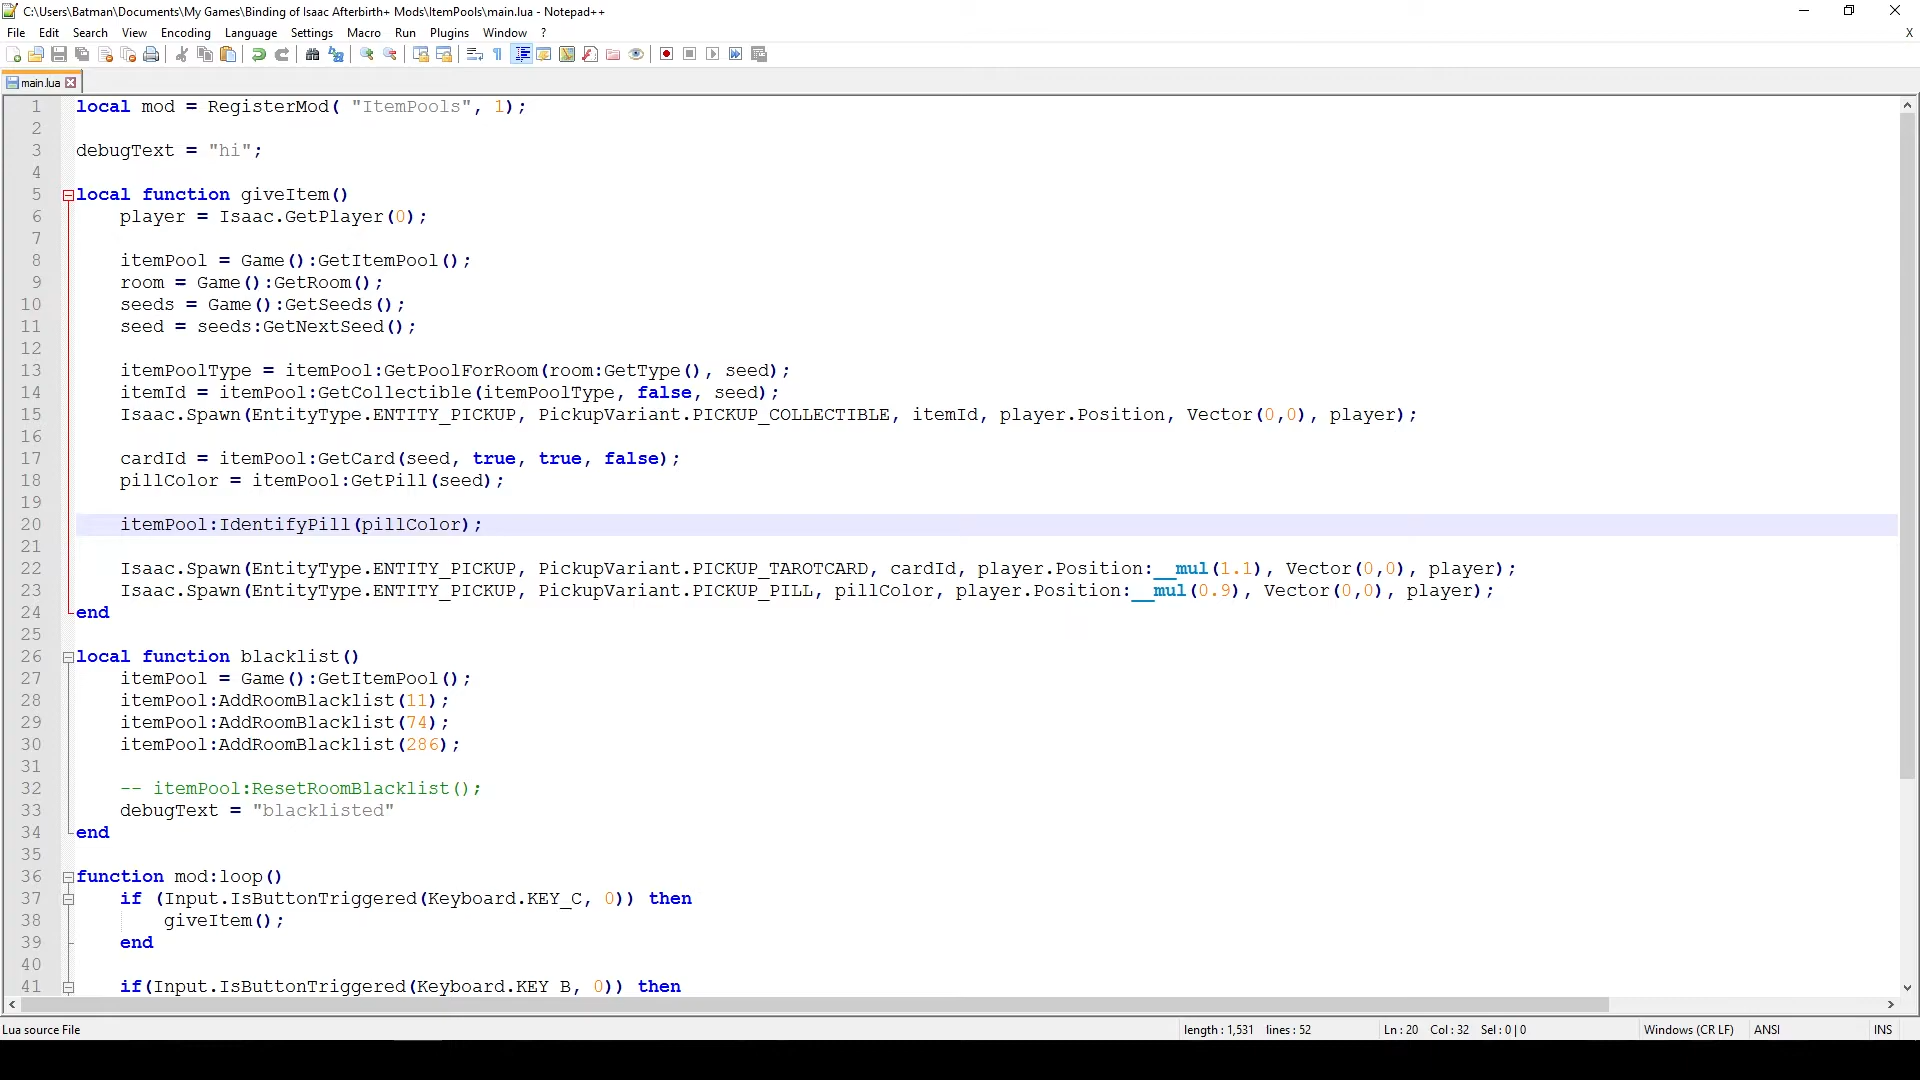 C:\Users\Batman\Documents\My Games\Binding of Isaac Afterbirth+ Mods\ItemPools\main.lua - Notepad++
File Edit Search View Encoding Language Settings Macro Run Plugins Window ? X
main.lua
1 local mod = RegisterMod( "ItemPools", 1);
2
3 debugText = "hi";
4
5 local function giveItem()
6 player = Isaac.GetPlayer(0);
7
8 itemPool = Game():GetItemPool();
9 room = Game():GetRoom();
10 seeds = Game():GetSeeds();
11 seed = seeds:GetNextSeed();
12
13 itemPoolType = itemPool:GetPoolForRoom(room:GetType(), seed);
14 itemId = itemPool:GetCollectible(itemPoolType, false, seed);
15 Isaac.Spawn(EntityType.ENTITY_PICKUP, PickupVariant.PICKUP_COLLECTIBLE, itemId, player.Position, Vector(0,0), player);
16
17 cardId = itemPool:GetCard(seed, true, true, false);
18 pillColor = itemPool:GetPill(seed);
19
20 itemPool:IdentifyPill(pillColor);
21
22 Isaac.Spawn(EntityType.ENTITY_PICKUP, PickupVariant.PICKUP_TAROTCARD, cardId, player.Position:__mul(1.1), Vector(0,0), player);
23 Isaac.Spawn(EntityType.ENTITY_PICKUP, PickupVariant.PICKUP_PILL, pillColor, player.Position:__mul(0.9), Vector(0,0), player);
24 end
25
26 local function blacklist()
27 itemPool = Game():GetItemPool();
28 itemPool:AddRoomBlacklist(11);
29 itemPool:AddRoomBlacklist(74);
30 itemPool:AddRoomBlacklist(286);
31
32 -- itemPool:ResetRoomBlacklist();
33 debugText = "blacklisted"
34 end
35
36 function mod:loop()
37 if (Input.IsButtonTriggered(Keyboard.KEY_C, 0)) then
38 giveItem();
39 end
40
41 if(Input.IsButtonTriggered(Keyboard.KEY_B, 0)) then
Lua source File length : 1,531 lines : 52 Ln : 20 Col : 32 Sel : 0 | 0 Windows (CR LF) ANSI INS